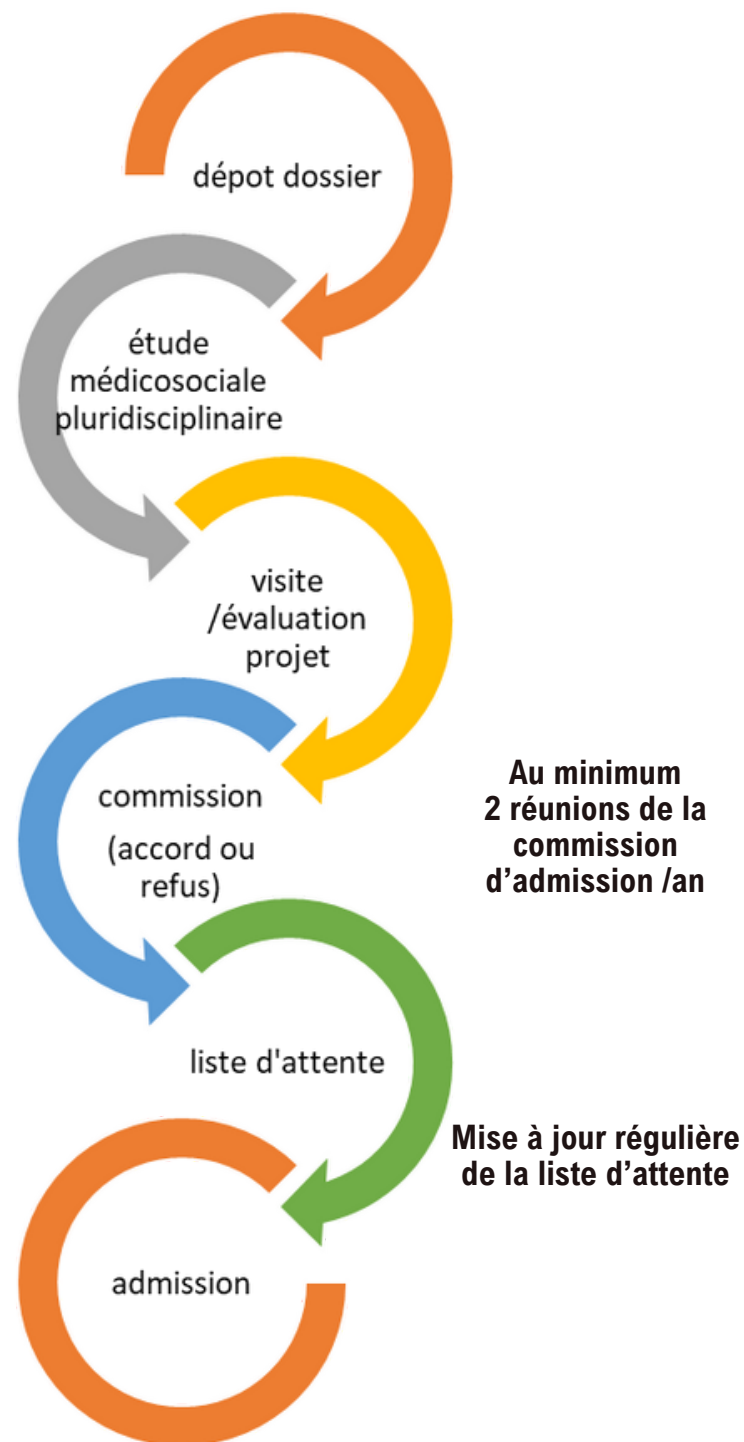 dépot dossier
étude
médicosociale
pluridisciplinaire
visite
/évaluation
projet
commission
(accord ou
refus)
Au minimum
2 réunions de la
commission
d’admission /an
liste d'attente
Mise à jour régulière
de la liste d’attente
admission